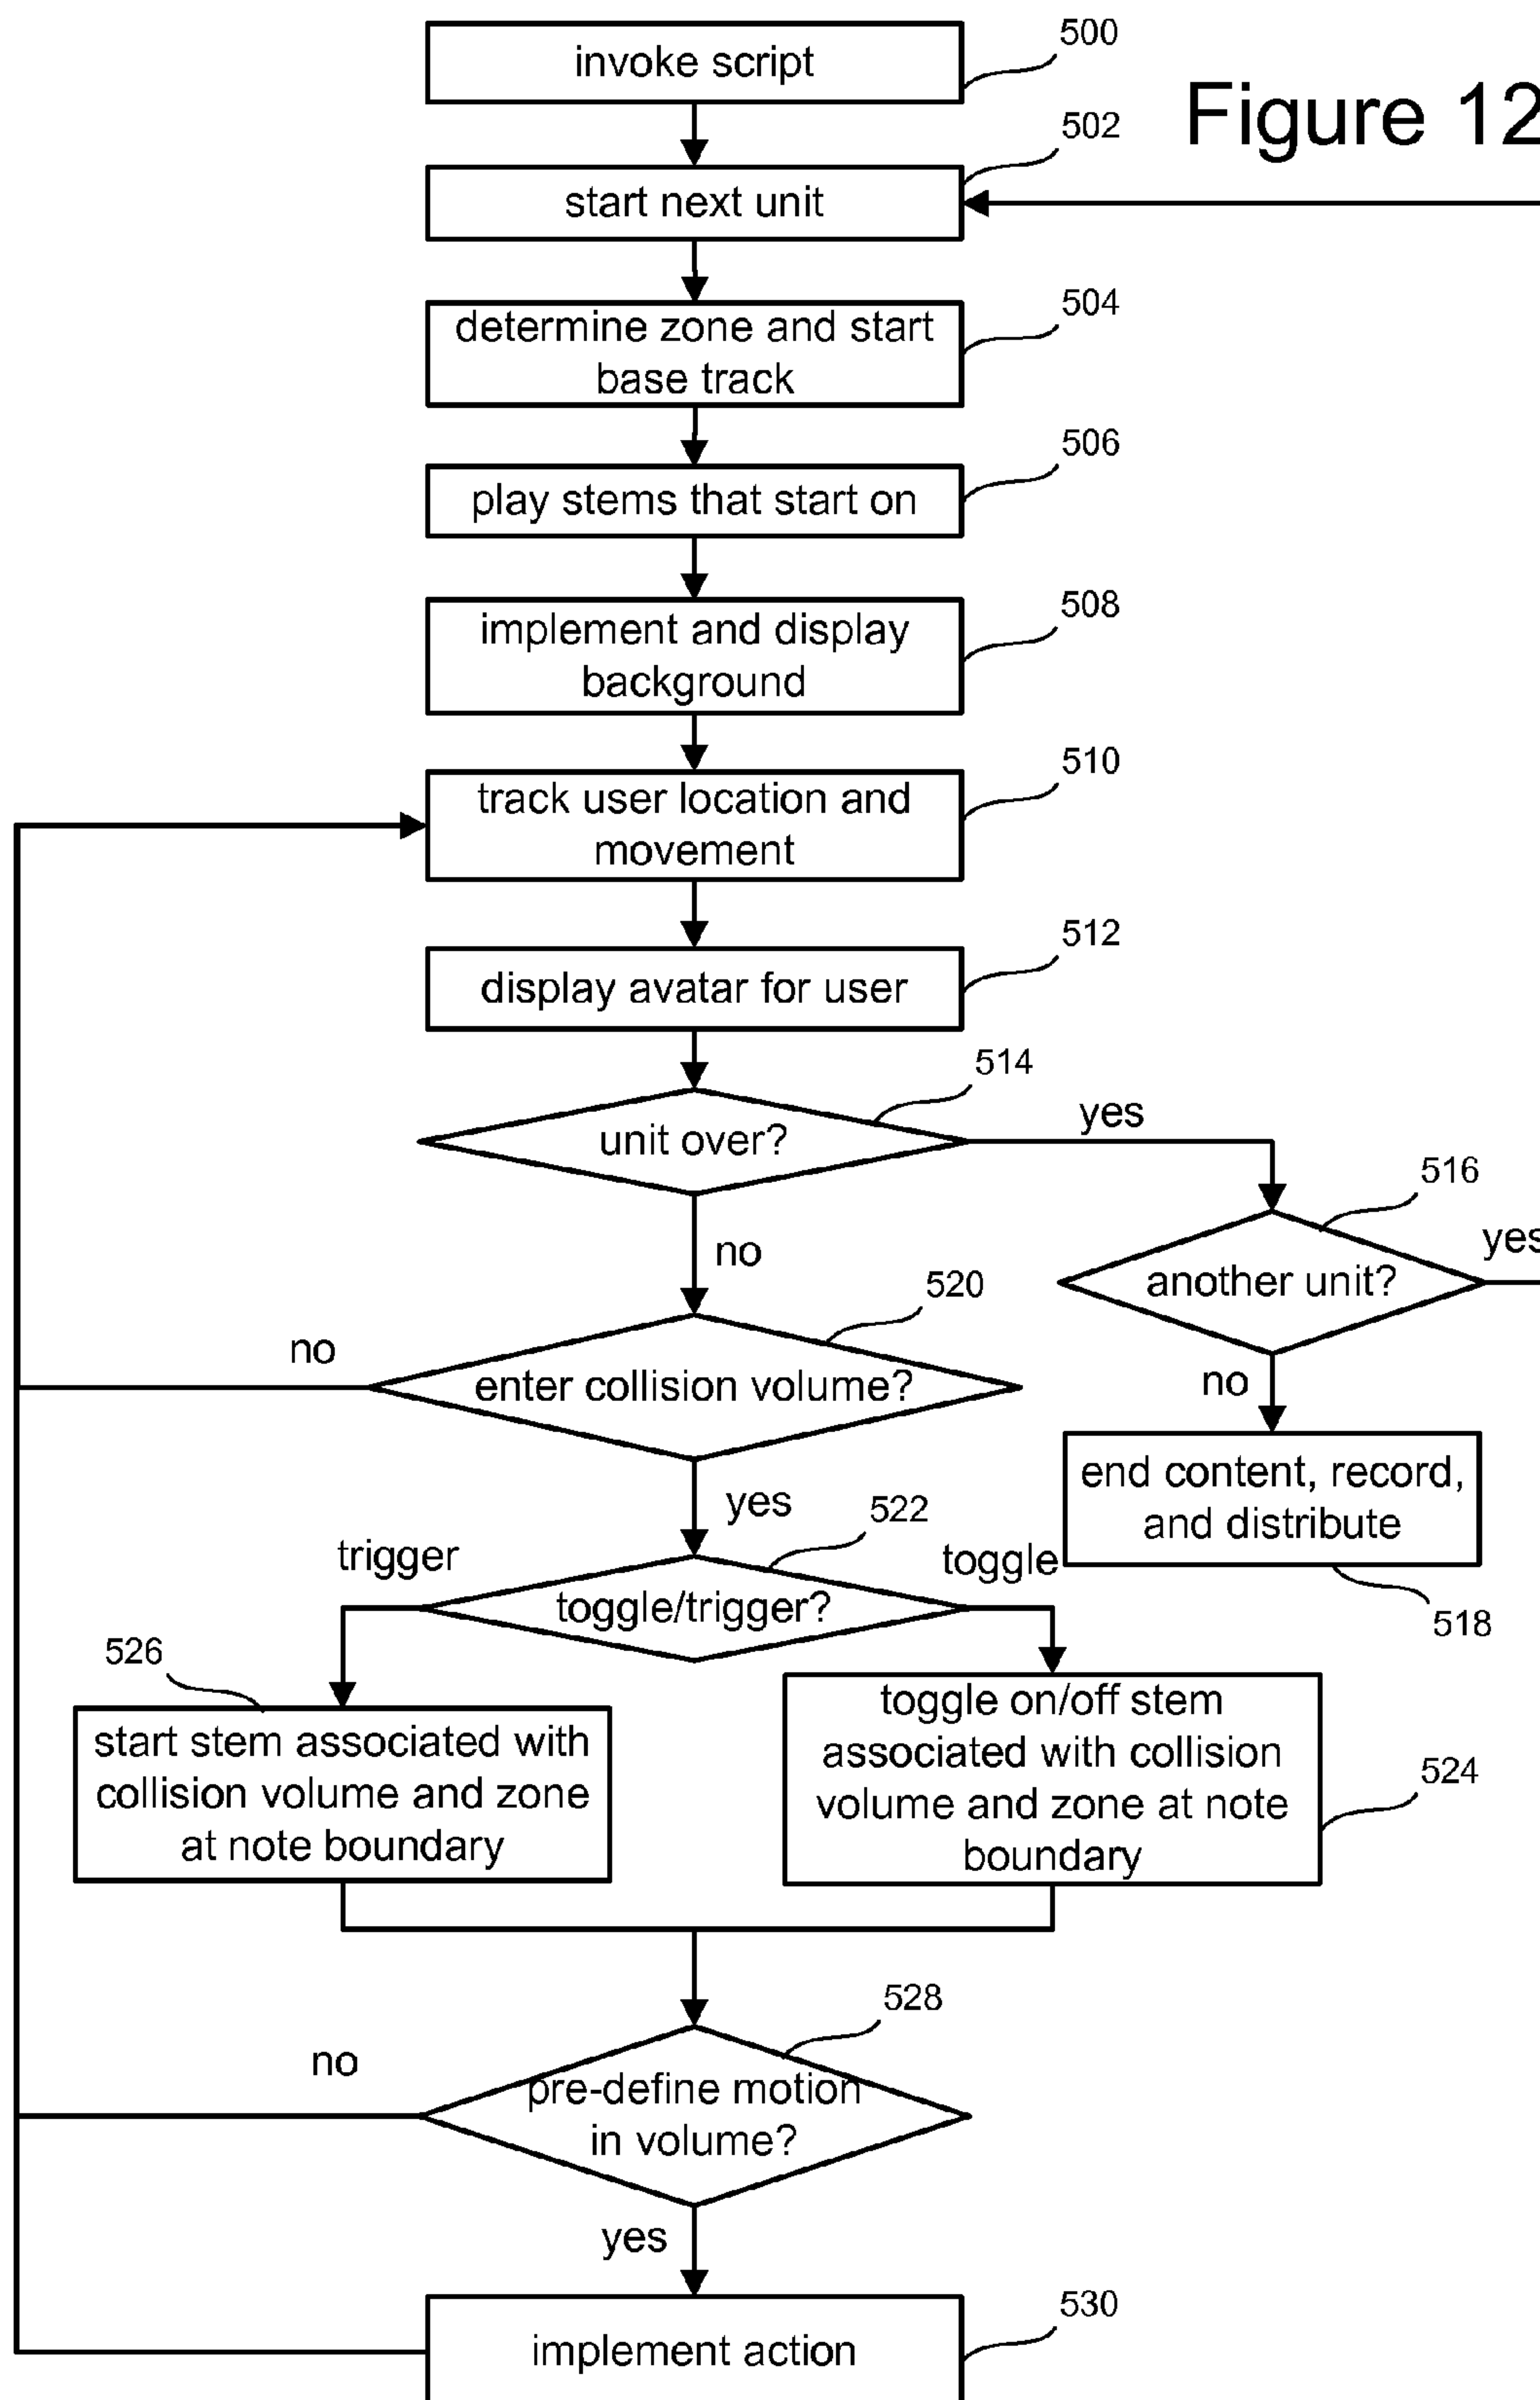 invoke script
500
Figure 12
502
start next unit
504
determine zone and start
base track
506
play stems that start on
508
implement and display
background
510
track user location and
movement
512
display avatar for user
514
unit over?
yes
516
no
another unit?
yes
520
no
enter collision volume?
no
end content, record,
and distribute
518
yes
522
trigger
toggle
toggle/trigger?
526
start stem associated with
collision volume and zone
at note boundary
toggle on/off stem
associated with collision
volume and zone at note
boundary
524
528
no
pre-define motion
in volume?
yes
530
implement action